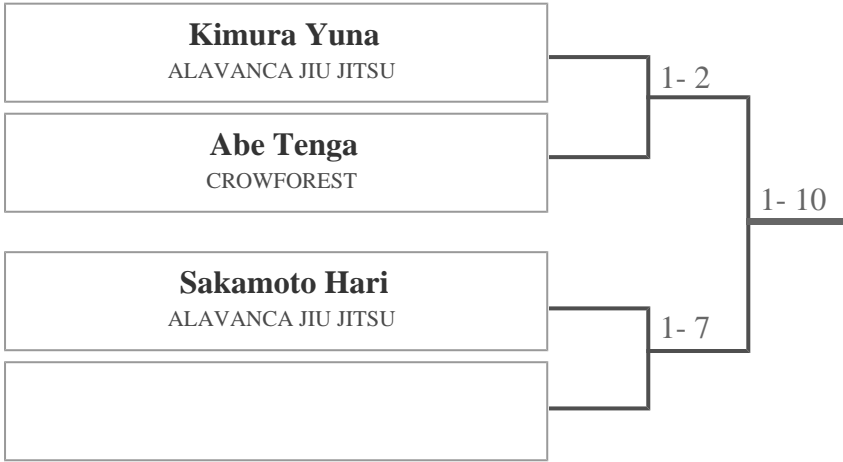 Kimura Yuna
ALAVANCA JIU JITSU
1- 2
Abe Tenga
CROWFOREST
1- 10
Sakamoto Hari
ALAVANCA JIU JITSU
1- 7